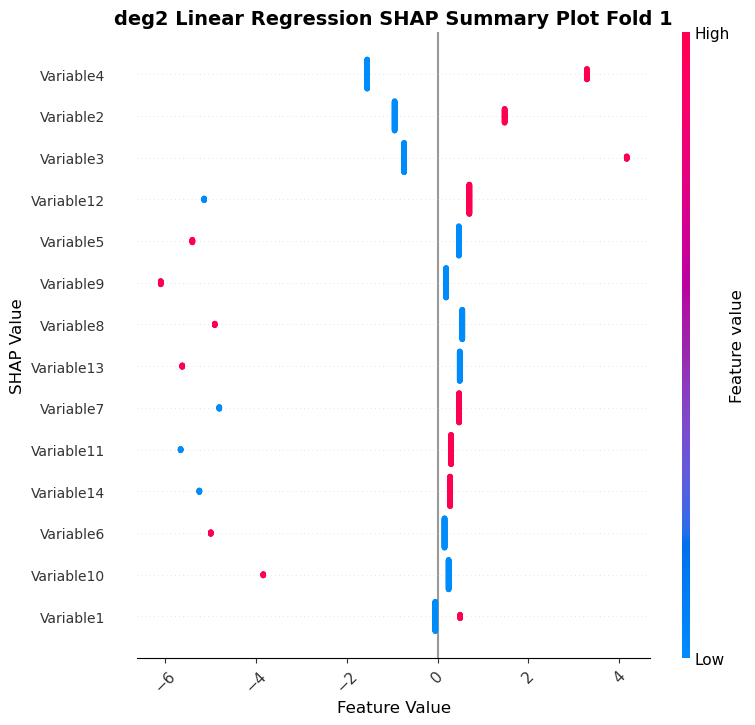 deg2 Linear Regression SHAP Summary Plot Fold 1
High
Variable4
Variable2
Variable3
Variable12
Variable5
Variable9
Variable8
Variable13
Variable7
Variable11
Variable14
Variable6
Variable10
Variable1
SHAP Value
Feature value
Low
−6
−4
−2
0
2
4
Feature Value